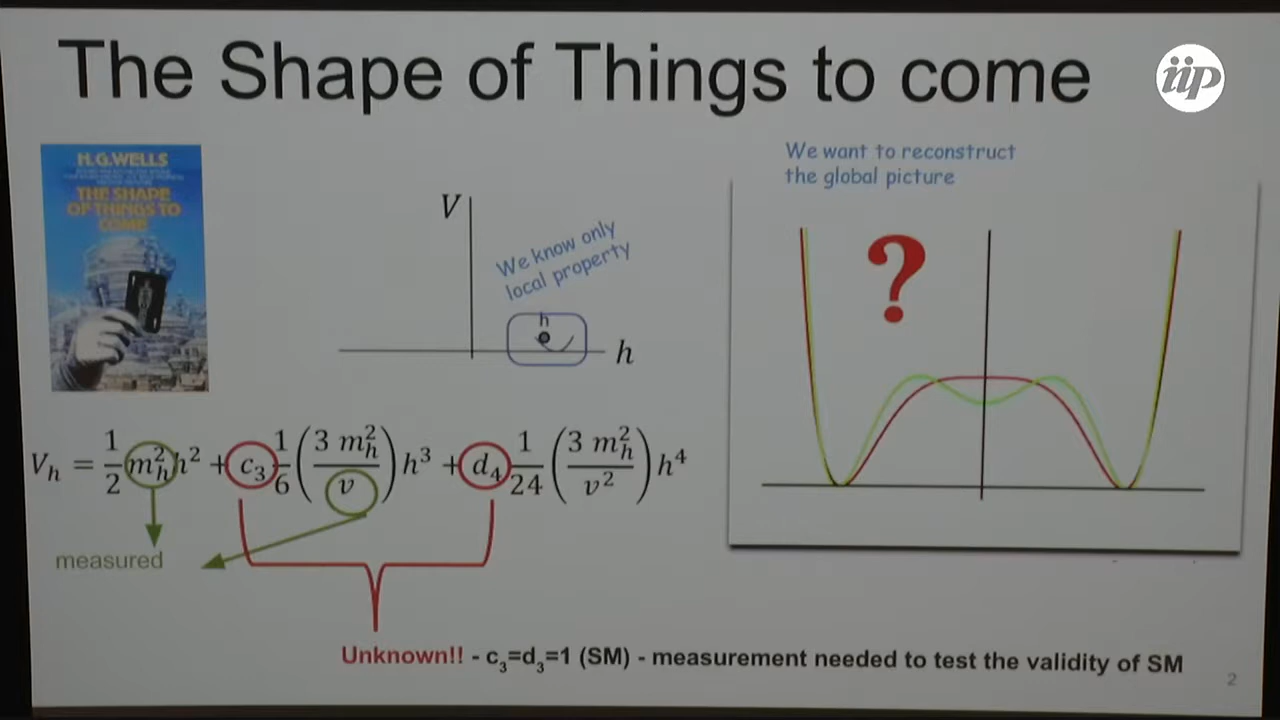 The Shape of Things to come
iip
H.G.WELLS
THE SHAPE
OF THINGS TO
COME
V
We know only
local property
h
h
We want to reconstruct
the global picture
?
V_h = 1/2 m_h^2 h^2 + c_3 1/6 (3 m_h^2 / v) h^3 + d_4 1/24 (3 m_h^2 / v^2) h^4
measured
Unknown!! - c_3=d_3=1 (SM) - measurement needed to test the validity of SM
2